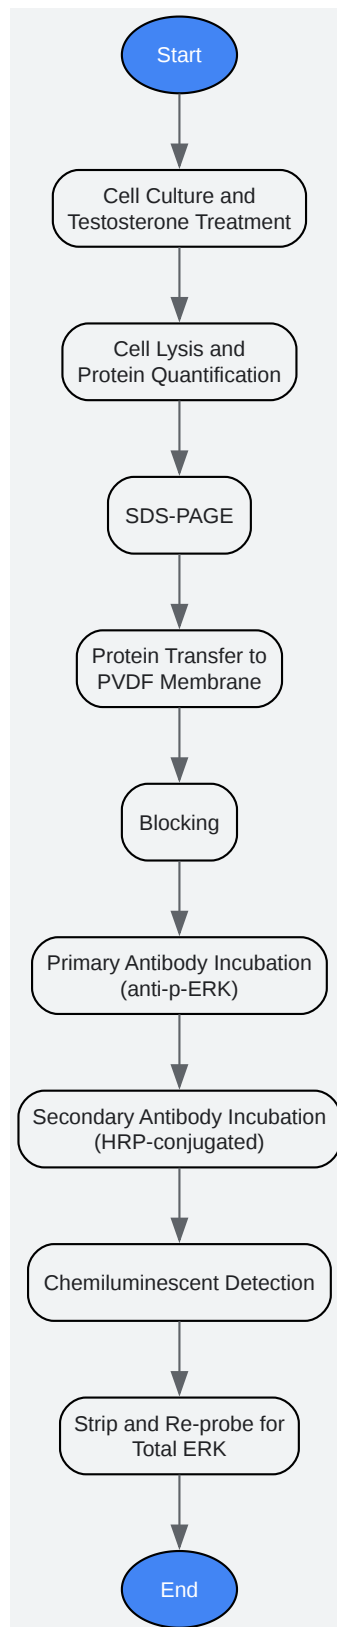 Start
Cell Culture and
Testosterone Treatment
Cell Lysis and
Protein Quantification
SDS-PAGE
Protein Transfer to
PVDF Membrane
Blocking
Primary Antibody Incubation
(anti-p-ERK)
Secondary Antibody Incubation
(HRP-conjugated)
Chemiluminescent Detection
Strip and Re-probe for
Total ERK
End